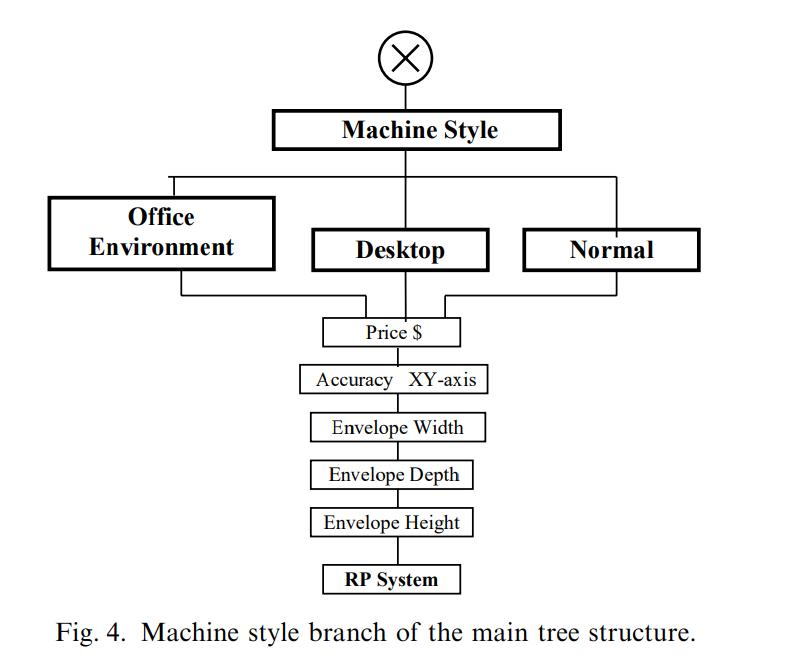 Machine Style
Office
Environment
Desktop
Normal
Price $
Accuracy XY-axis
Envelope Width
Envelope Depth
Envelope Height
RP System
Fig. 4. Machine style branch of the main tree structure.